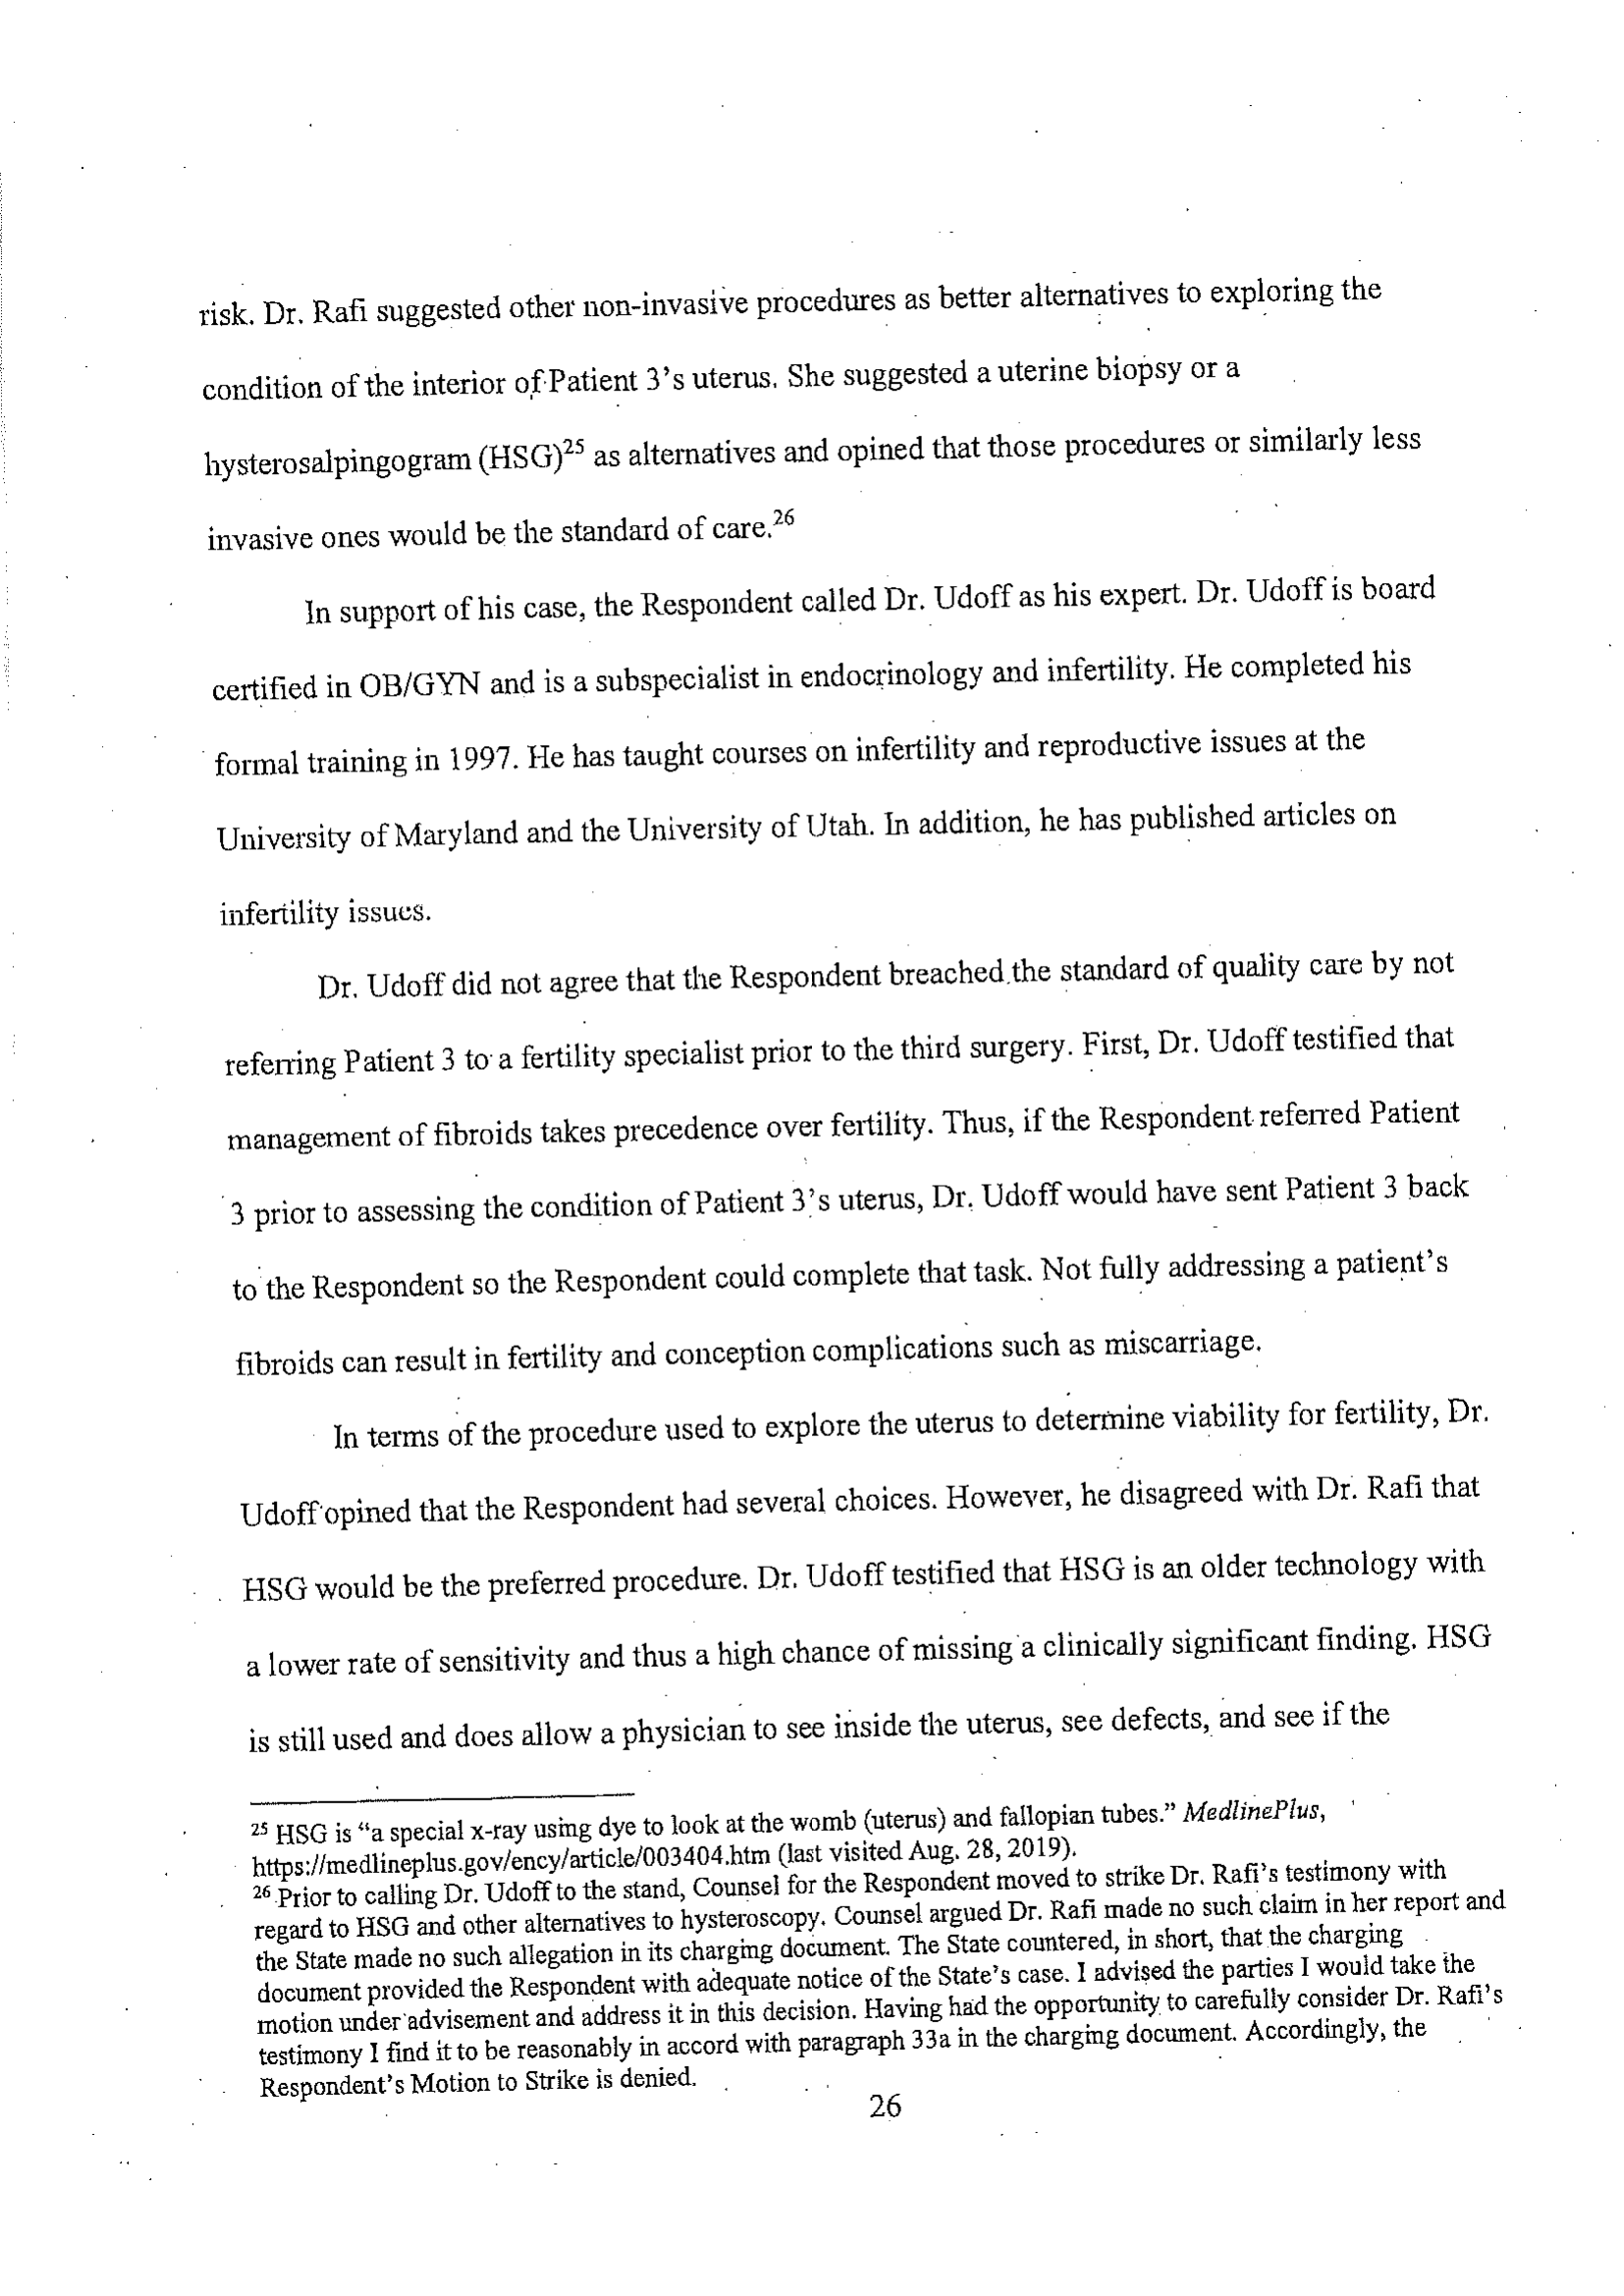 risk. Dr. Rafi suggested other non-invasive procedures as better alternatives to exploring the
condition of the interior of Patient 3's uterus. She suggested a uterine biopsy or a
hysterosalpingogram (HSG)25 as alternatives and opined that those procedures or similarly less
invasive ones would be the standard of care.26
In support of his case, the Respondent called Dr. Udoff as his expert. Dr. Udoff is board
certified in OB/GYN and is a subspecialist in endocrinology and infertility. He completed his
formal training in 1997. He has taught courses on infertility and reproductive issues at the
University of Maryland and the University of Utah. In addition, he has published articles on
infertility issues.
Dr. Udoff did not agree that the Respondent breached the standard of quality care by not
referring Patient 3 to a fertility specialist prior to the third surgery. First, Dr. Udoff testified that
management of fibroids takes precedence over fertility. Thus, if the Respondent referred Patient
3 prior to assessing the condition of Patient 3's uterus, Dr. Udoff would have sent Patient 3 back
to the Respondent so the Respondent could complete that task. Not fully addressing a patient's
fibroids can result in fertility and conception complications such as miscarriage.
In terms of the procedure used to explore the uterus to determine viability for fertility, Dr.
Udoff opined that the Respondent had several choices. However, he disagreed with Dr. Rafi that
HSG would be the preferred procedure. Dr. Udoff testified that HSG is an older technology with
a lower rate of sensitivity and thus a high chance of missing a clinically significant finding. HSG
is still used and does allow a physician to see inside the uterus, see defects, and see if the
25 HSG is "a special x-ray using dye to look at the womb (uterus) and fallopian tubes." MedlinePlus,
https://medlineplus.gov/ency/article/003404.htm (last visited Aug. 28, 2019).
26 Prior to calling Dr. Udoff to the stand, Counsel for the Respondent moved to strike Dr. Rafi's testimony with
regard to HSG and other alternatives to hysteroscopy. Counsel argued Dr. Rafi made no such claim in her report and
the State made no such allegation in its charging document. The State countered, in short, that the charging
document provided the Respondent with adequate notice of the State's case. I advised the parties I would take the
motion under advisement and address it in this decision. Having had the opportunity to carefully consider Dr. Rafi's
testimony I find it to be reasonably in accord with paragraph 33a in the charging document. Accordingly, the
Respondent's Motion to Strike is denied.
26